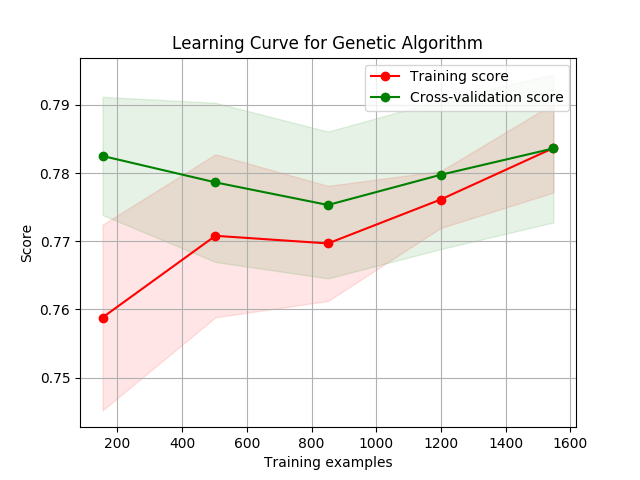 Learning Curve for Genetic Algorithm
Training score
Cross-validation score
0.79
0.78
0.77
0.76
0.75
Score
200 400 600 800 1000 1200 1400 1600
Training examples